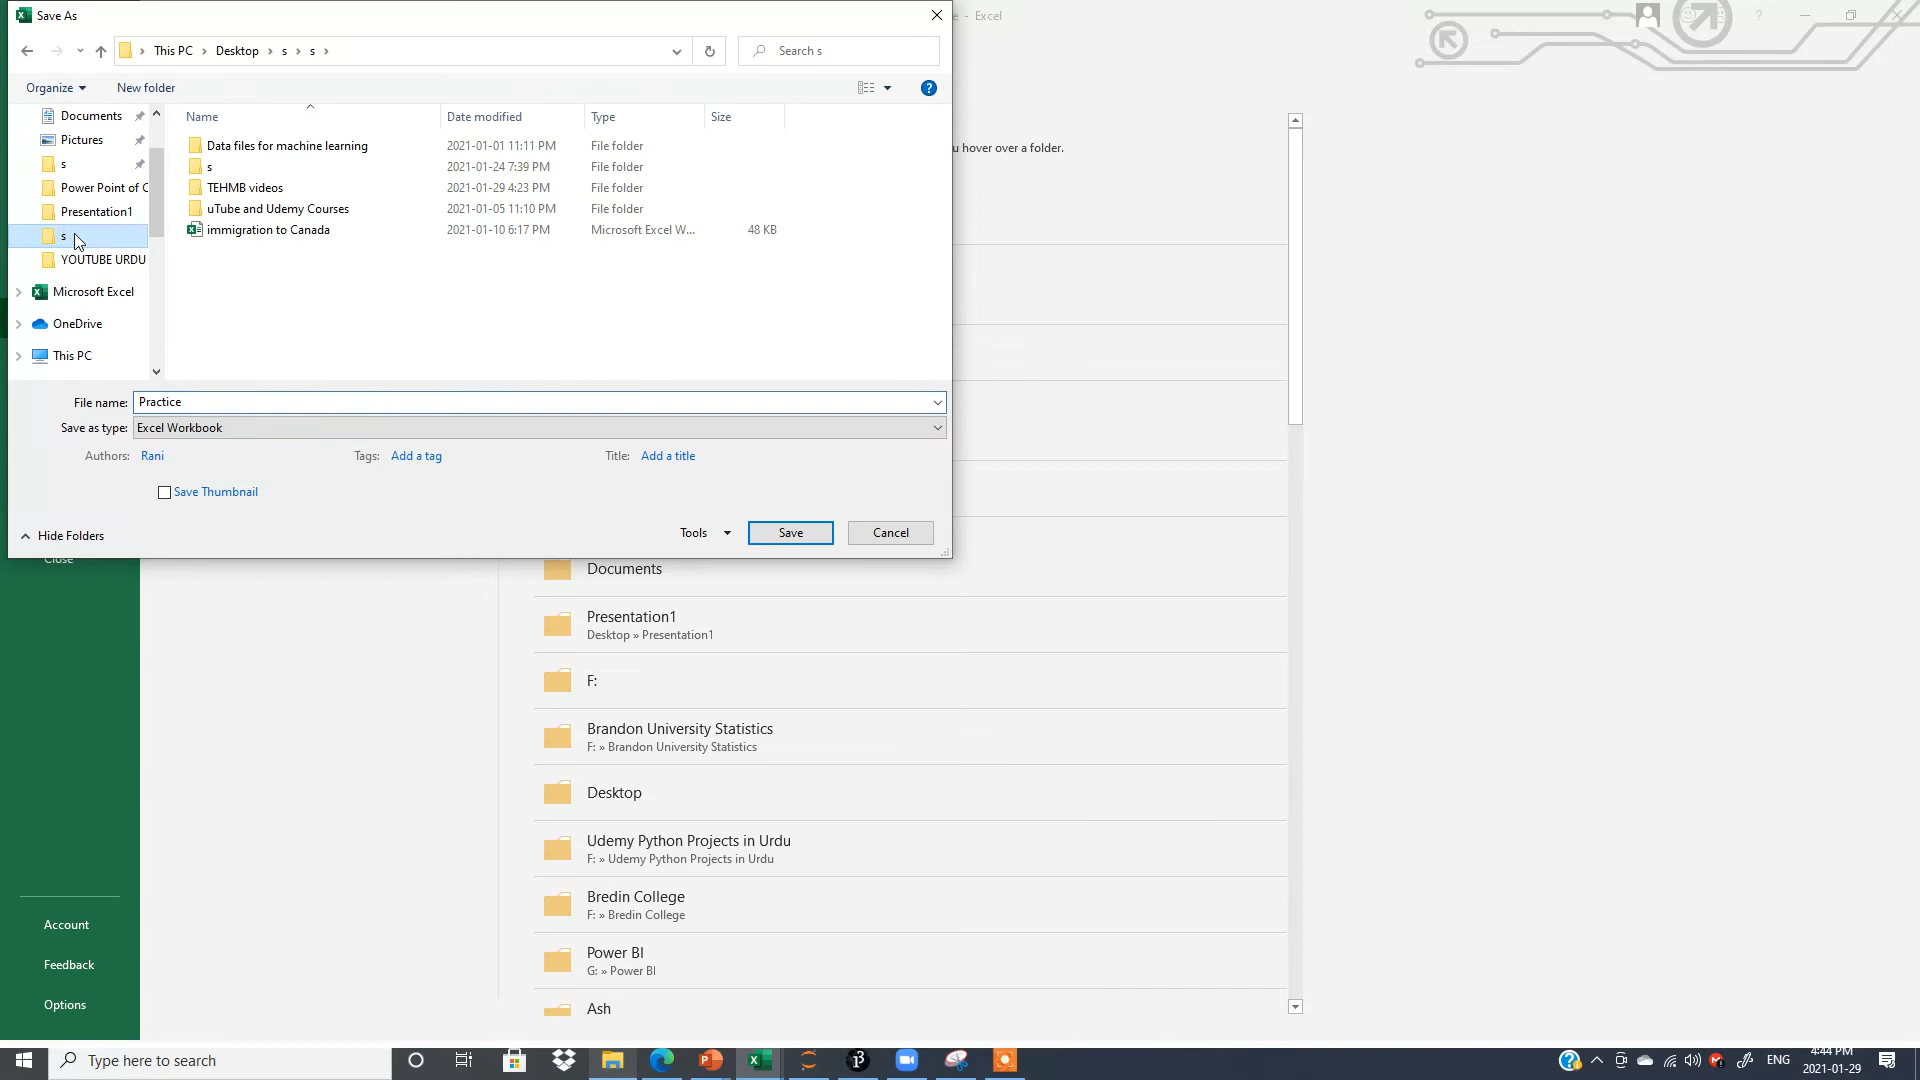 Save As
- Excel
This PC > Desktop > s > s >
Search s
Organize
New folder
Documents
Pictures
s
Power Point of C
Presentation1
s
YOUTUBE URDU
Microsoft Excel
OneDrive
This PC
Name Date modified Type Size
Data files for machine learning 2021-01-01 11:11 PM File folder
s 2021-01-24 7:39 PM File folder
TEHMB videos 2021-01-29 4:23 PM File folder
uTube and Udemy Courses 2021-01-05 11:10 PM File folder
immigration to Canada 2021-01-10 6:17 PM Microsoft Excel W... 48 KB
u hover over a folder.
File name: Practice
Save as type: Excel Workbook
Authors: Rani Tags: Add a tag Title: Add a title
Save Thumbnail
Hide Folders
Tools
Save
Cancel
Close
Documents
Presentation1
Desktop » Presentation1
F:
Brandon University Statistics
F: » Brandon University Statistics
Desktop
Udemy Python Projects in Urdu
F: » Udemy Python Projects in Urdu
Bredin College
F: » Bredin College
Power BI
G: » Power BI
Ash
Account
Feedback
Options
Type here to search
ENG
4:44 PM
2021-01-29